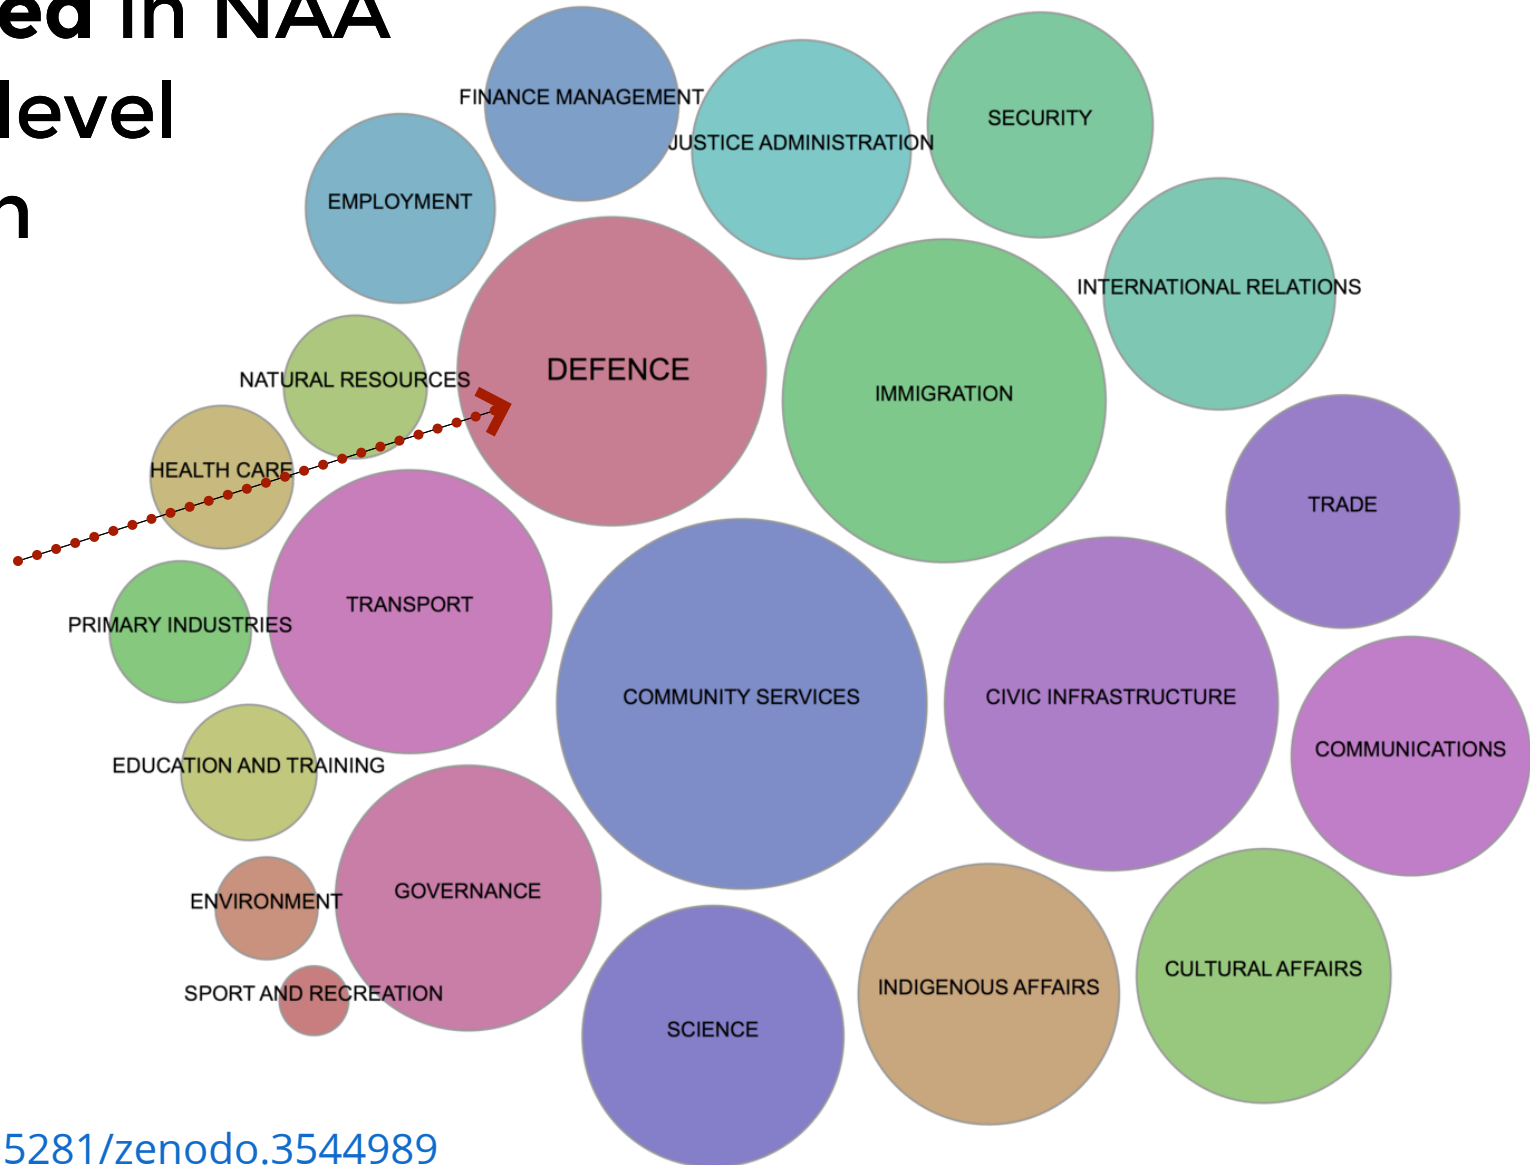 ed in NAA
level
n
FINANCE MANAGEMENT
JUSTICE ADMINISTRATION
SECURITY
EMPLOYMENT
INTERNATIONAL RELATIONS
DEFENCE
NATURAL RESOURCES
IMMIGRATION
HEALTH CARE
TRADE
TRANSPORT
PRIMARY INDUSTRIES
COMMUNITY SERVICES
CIVIC INFRASTRUCTURE
COMMUNICATIONS
EDUCATION AND TRAINING
GOVERNANCE
ENVIRONMENT
CULTURAL AFFAIRS
INDIGENOUS AFFAIRS
SPORT AND RECREATION
SCIENCE
5281/zenodo.3544989